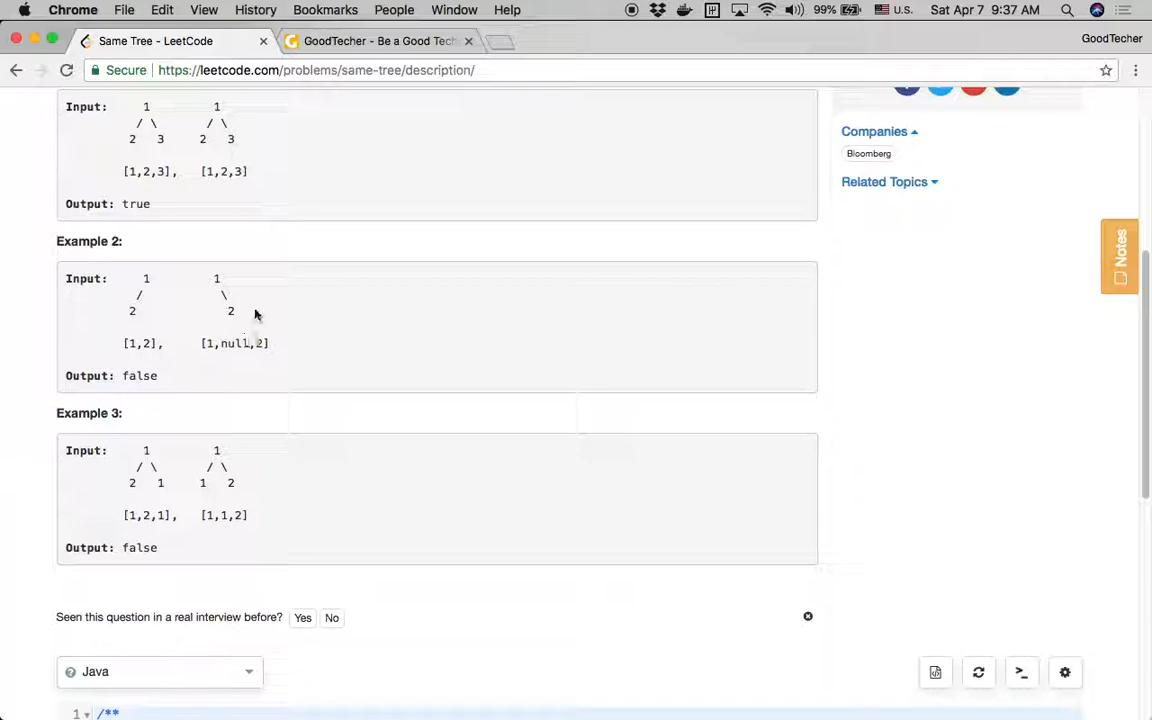 Chrome File Edit View History Bookmarks People Window Help 99% U.S. Sat Apr 7 9:37 AM
Same Tree - LeetCode GoodTecher - Be a Good Tech
GoodTecher
Secure https://leetcode.com/problems/same-tree/description/
Input: 1 1
/ \ / \
2 3 2 3
[1,2,3], [1,2,3]
Output: true
Example 2:
Input: 1 1
/ \
2 2
[1,2], [1,null,2]
Output: false
Example 3:
Input: 1 1
/ \ / \
2 1 1 2
[1,2,1], [1,1,2]
Output: false
Seen this question in a real interview before? Yes No
Java
1 /**
Companies
Bloomberg
Related Topics
Notes